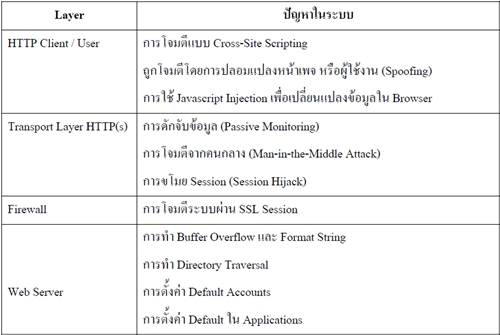 Layer ปัญหาในระบบ
HTTP Client / User การโจมตีแบบ Cross-Site Scripting
ถูกโจมตีโดยการปลอมแปลงหน้าเพจ หรือผู้ใช้งาน (Spoofing)
การใช้ Javascript Injection เพื่อเปลี่ยนแปลงข้อมูลใน Browser
Transport Layer HTTP(s) การดักจับข้อมูล (Passive Monitoring)
การโจมตีจากคนกลาง (Man-in-the-Middle Attack)
การขโมย Session (Session Hijack)
Firewall การโจมตีระบบผ่าน SSL Session
การทำ Buffer Overflow และ Format String
การทำ Directory Traversal
Web Server การตั้งค่า Default Accounts
การตั้งค่า Default ใน Applications